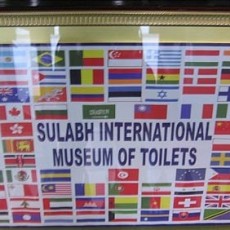 SULABH INTERNATIONAL
MUSEUM OF TOILETS